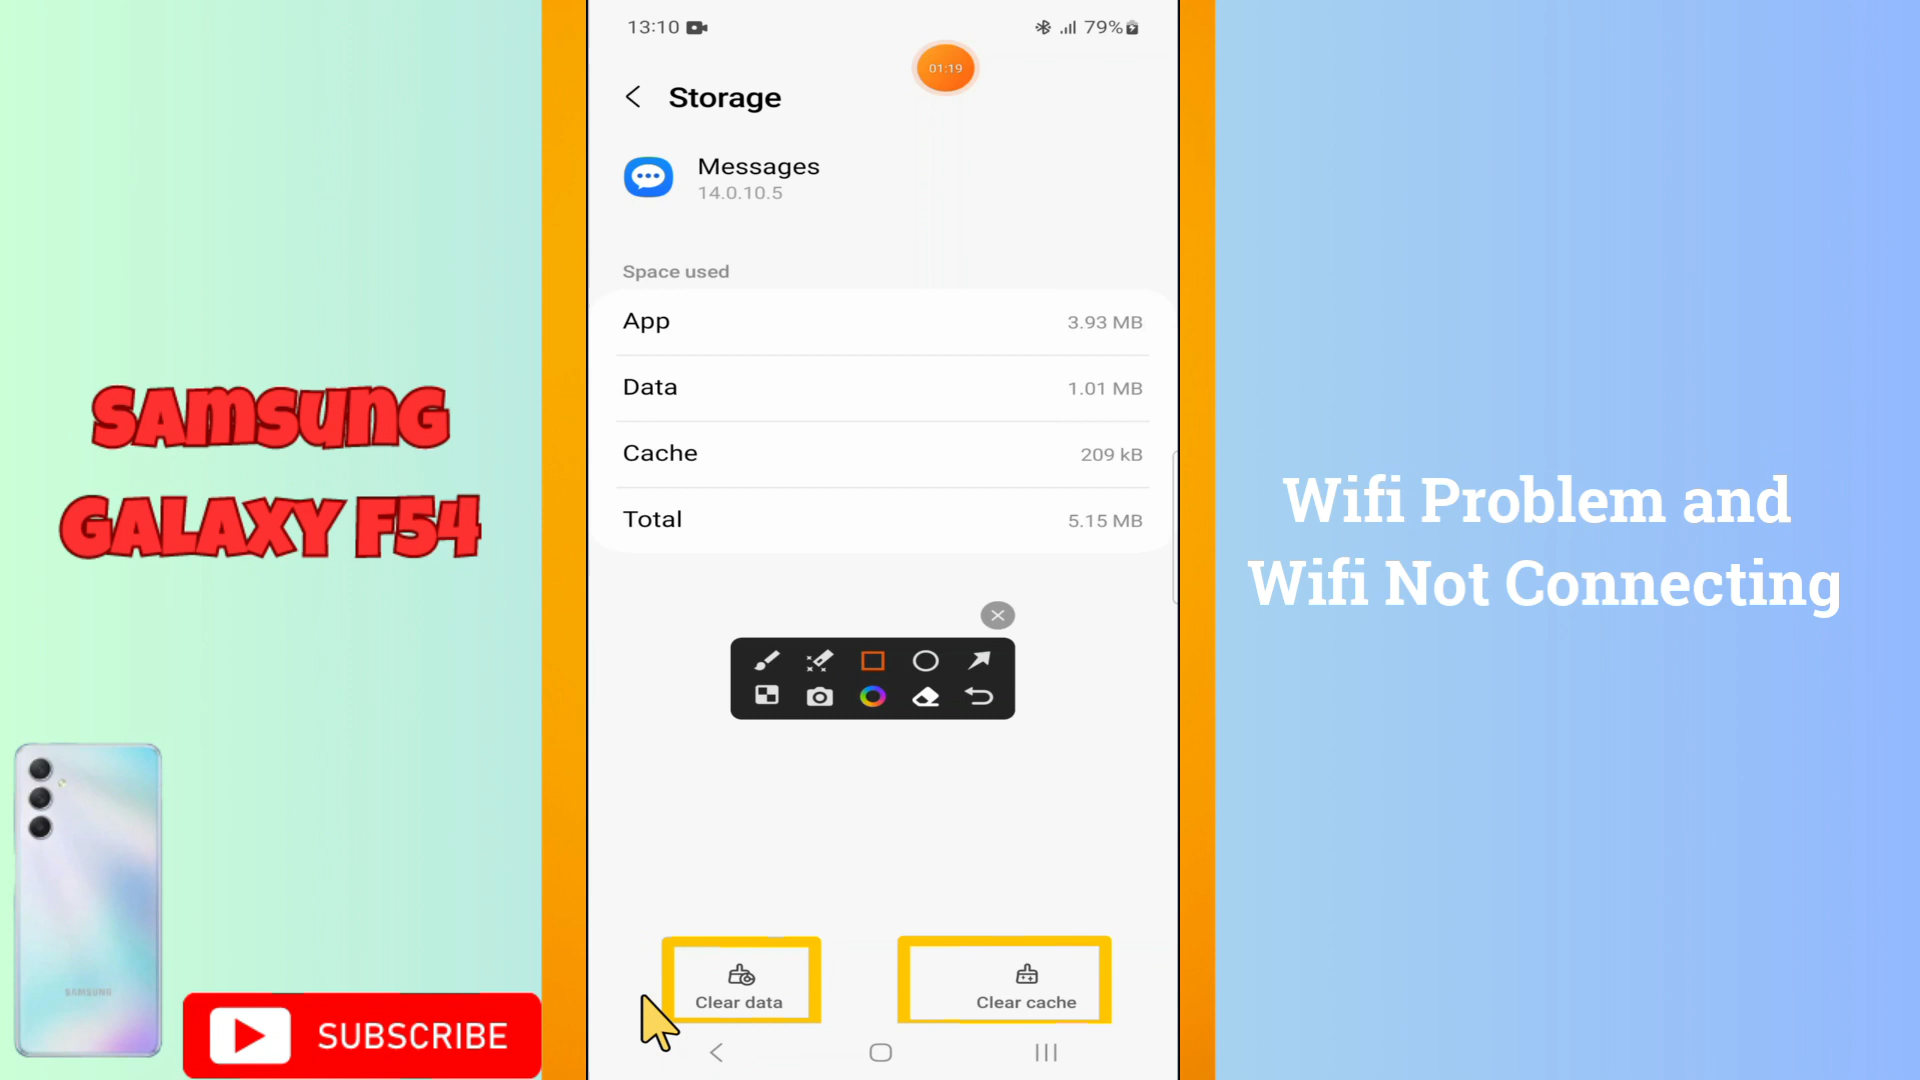 SAMSUNG
GALAXY F54
SAMSUNG
SUBSCRIBE
13:10
79%
01:19
Storage
Messages
14.0.10.5
Space used
App 3.93 MB
Data 1.01 MB
Cache 209 kB
Total 5.15 MB
Clear data
Clear cache
Wifi Problem and
Wifi Not Connecting